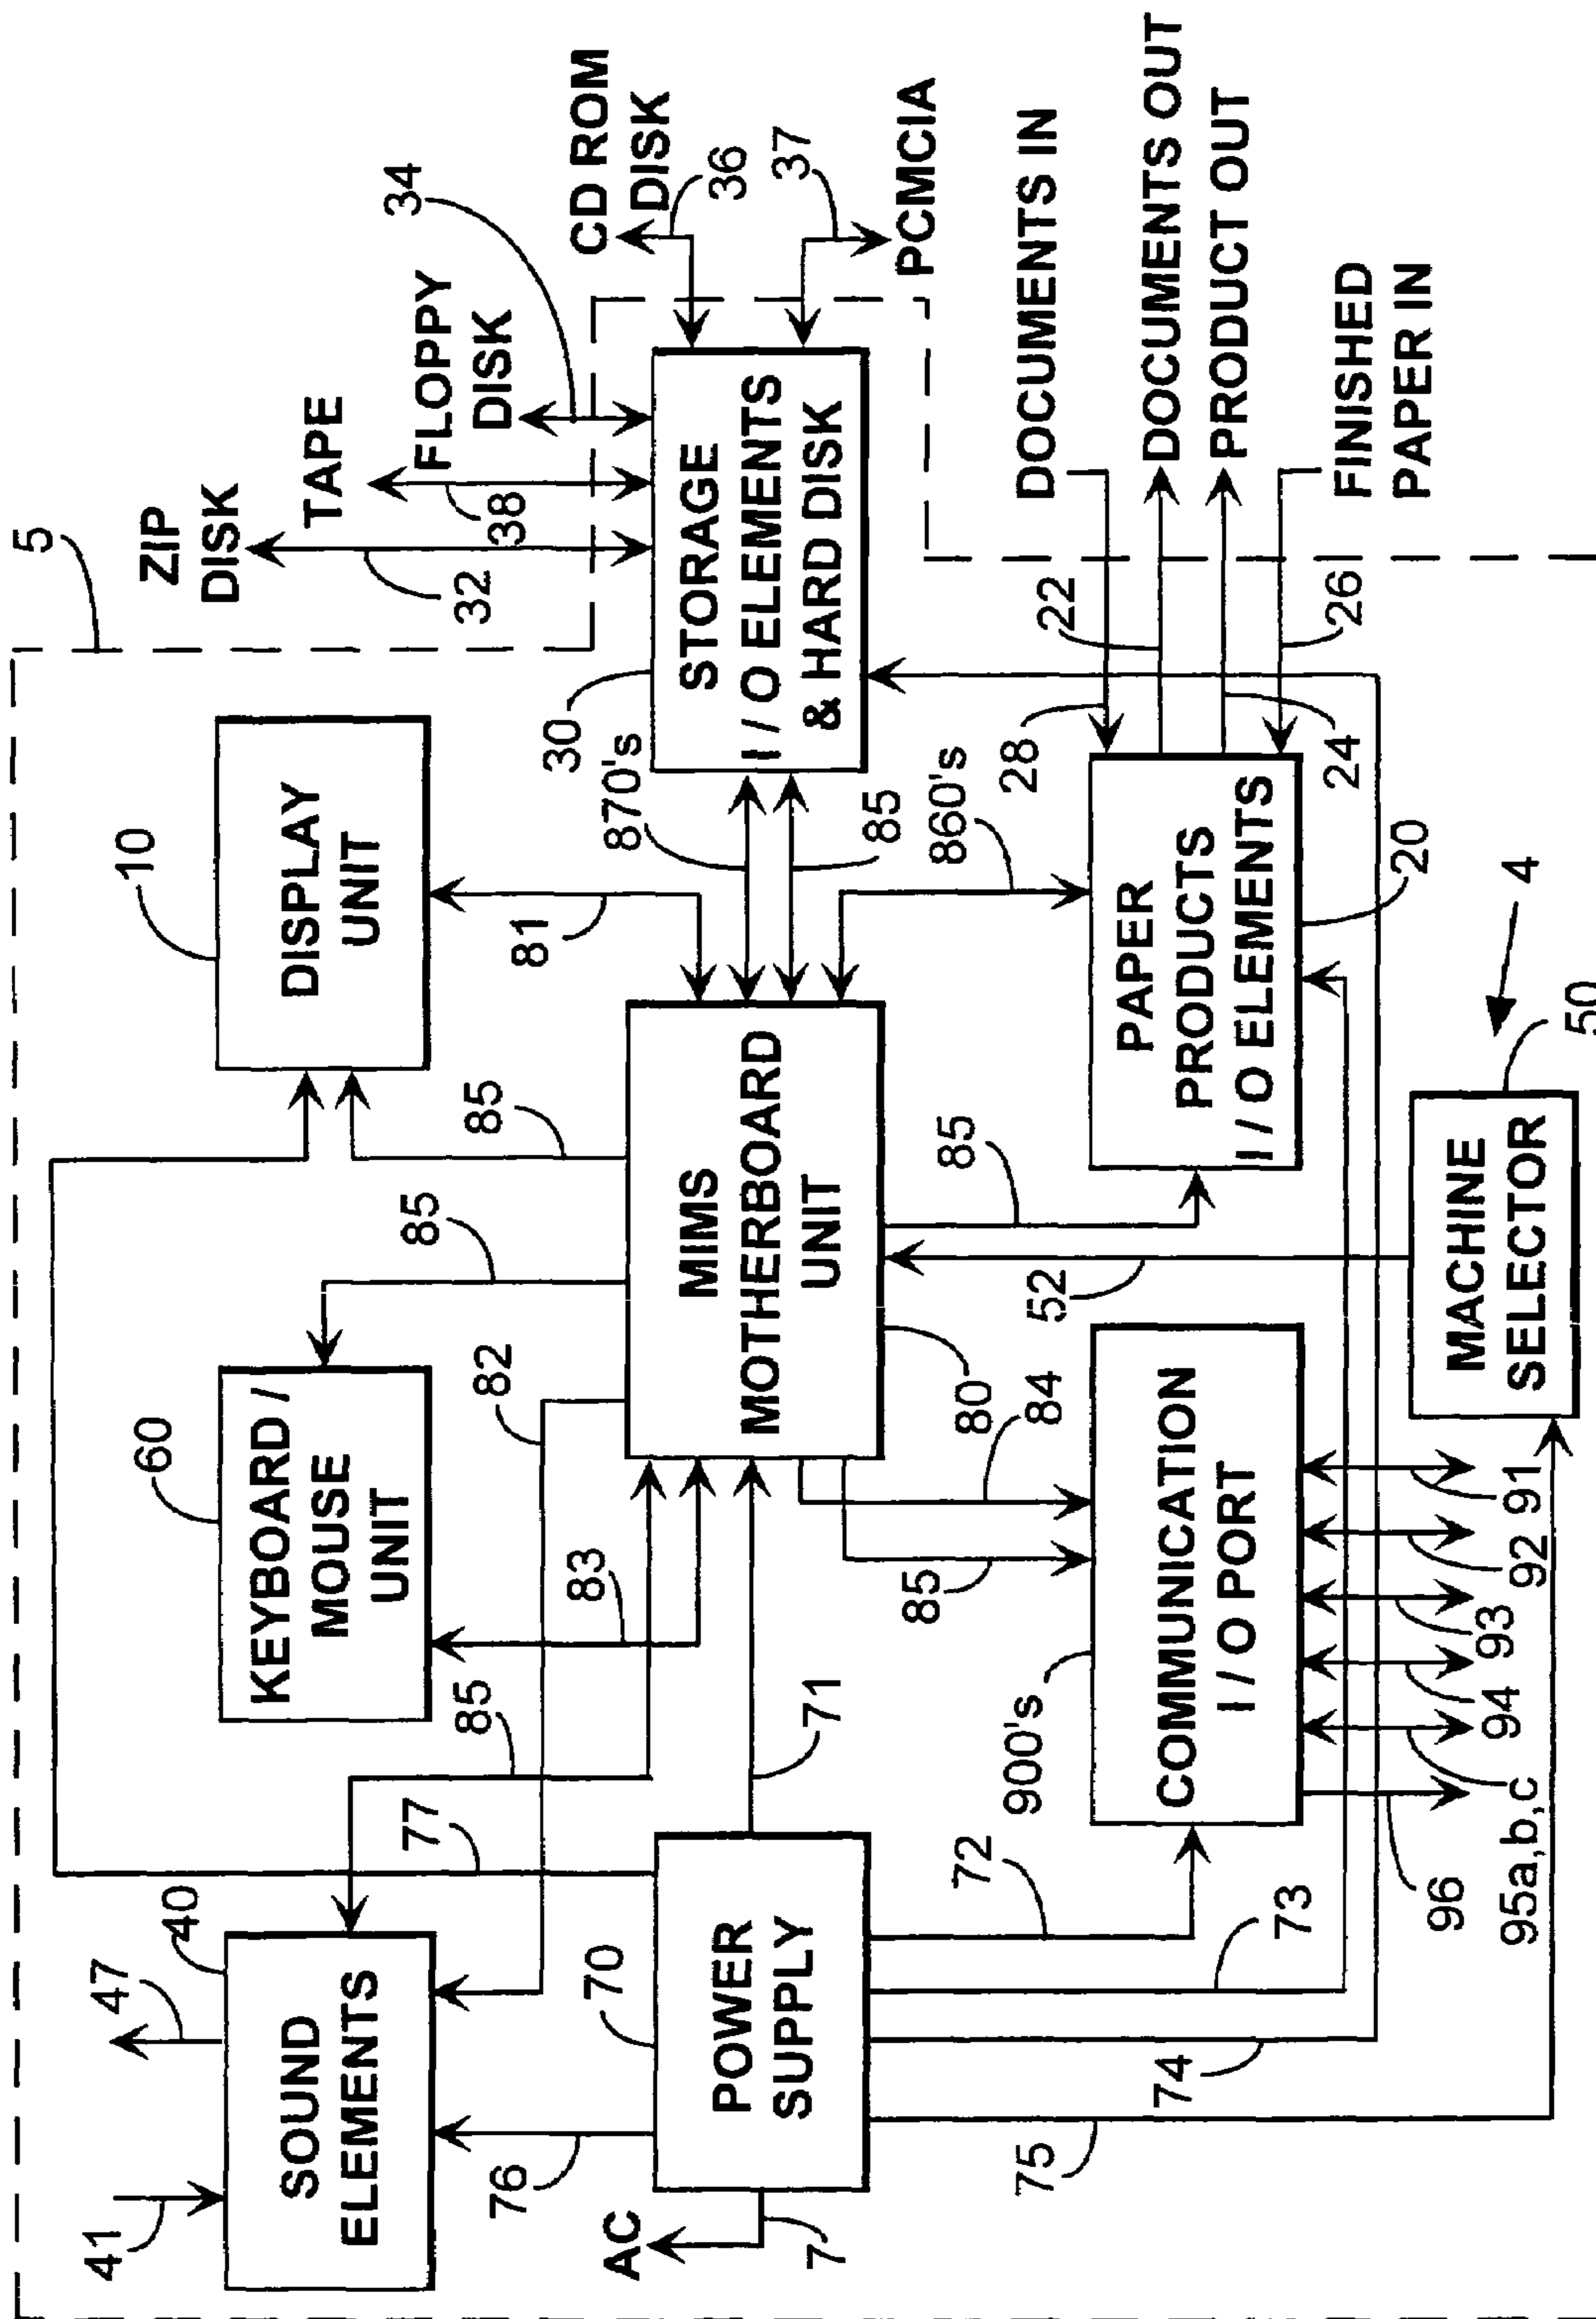 5
ZIP
DISK
TAPE
FLOPPY
DISK
34
CD ROM
DISK
36
37
PCMCIA
32
38
41
47
40
SOUND
ELEMENTS
60
KEYBOARD /
MOUSE
UNIT
10
DISPLAY
UNIT
77
85
82
85
85
81
83
76
30
870's
STORAGE
I / O ELEMENTS
& HARD DISK
85
AC
7
70
POWER
SUPPLY
71
MIMS
MOTHERBOARD
UNIT
80
84
85
52
85
860's
72
900's
COMMUNICATION
I / O PORT
PAPER
PRODUCTS
I / O ELEMENTS
20
28
22
24
26
DOCUMENTS IN
DOCUMENTS OUT
PRODUCT OUT
FINISHED
PAPER IN
75
74
73
96
95a,b,c
94
93
92
91
MACHINE
SELECTOR
50
4